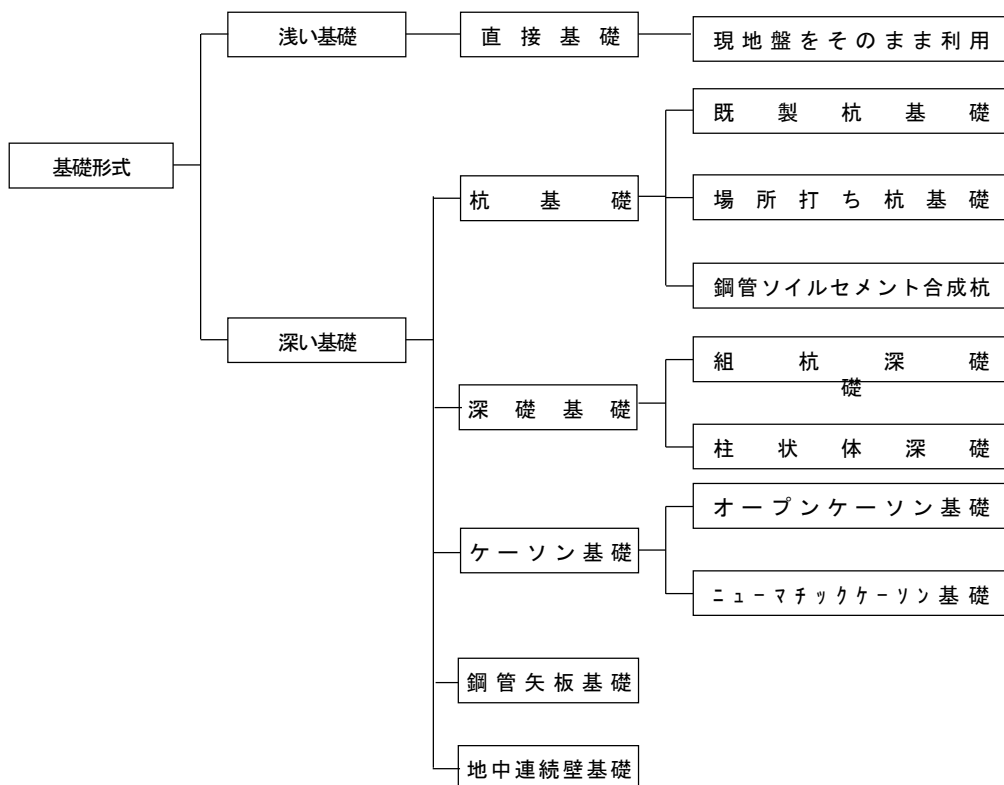 浅い基礎
直接基礎
現地盤をそのまま利用
既製杭基礎
基礎形式
杭基礎
場所打ち杭基礎
鋼管ソイルセメント合成杭
深い基礎
組杭深礎
礎
深礎基礎
柱状体深礎
オープンケーソン基礎
ケーソン基礎
ニューマチックケーソン基礎
鋼管矢板基礎
地中連続壁基礎